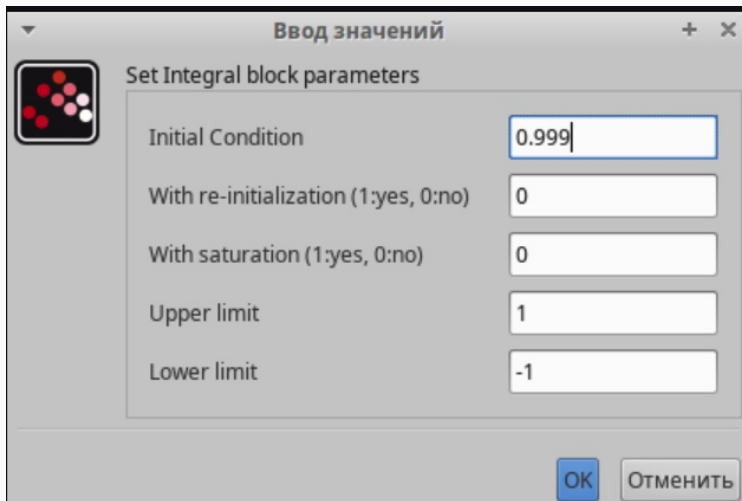 Ввод значений
Set Integral block parameters
Initial Condition 0.999
With re-initialization (1:yes, 0:no) 0
With saturation (1:yes, 0:no) 0
Upper limit 1
Lower limit -1
OK Отменить